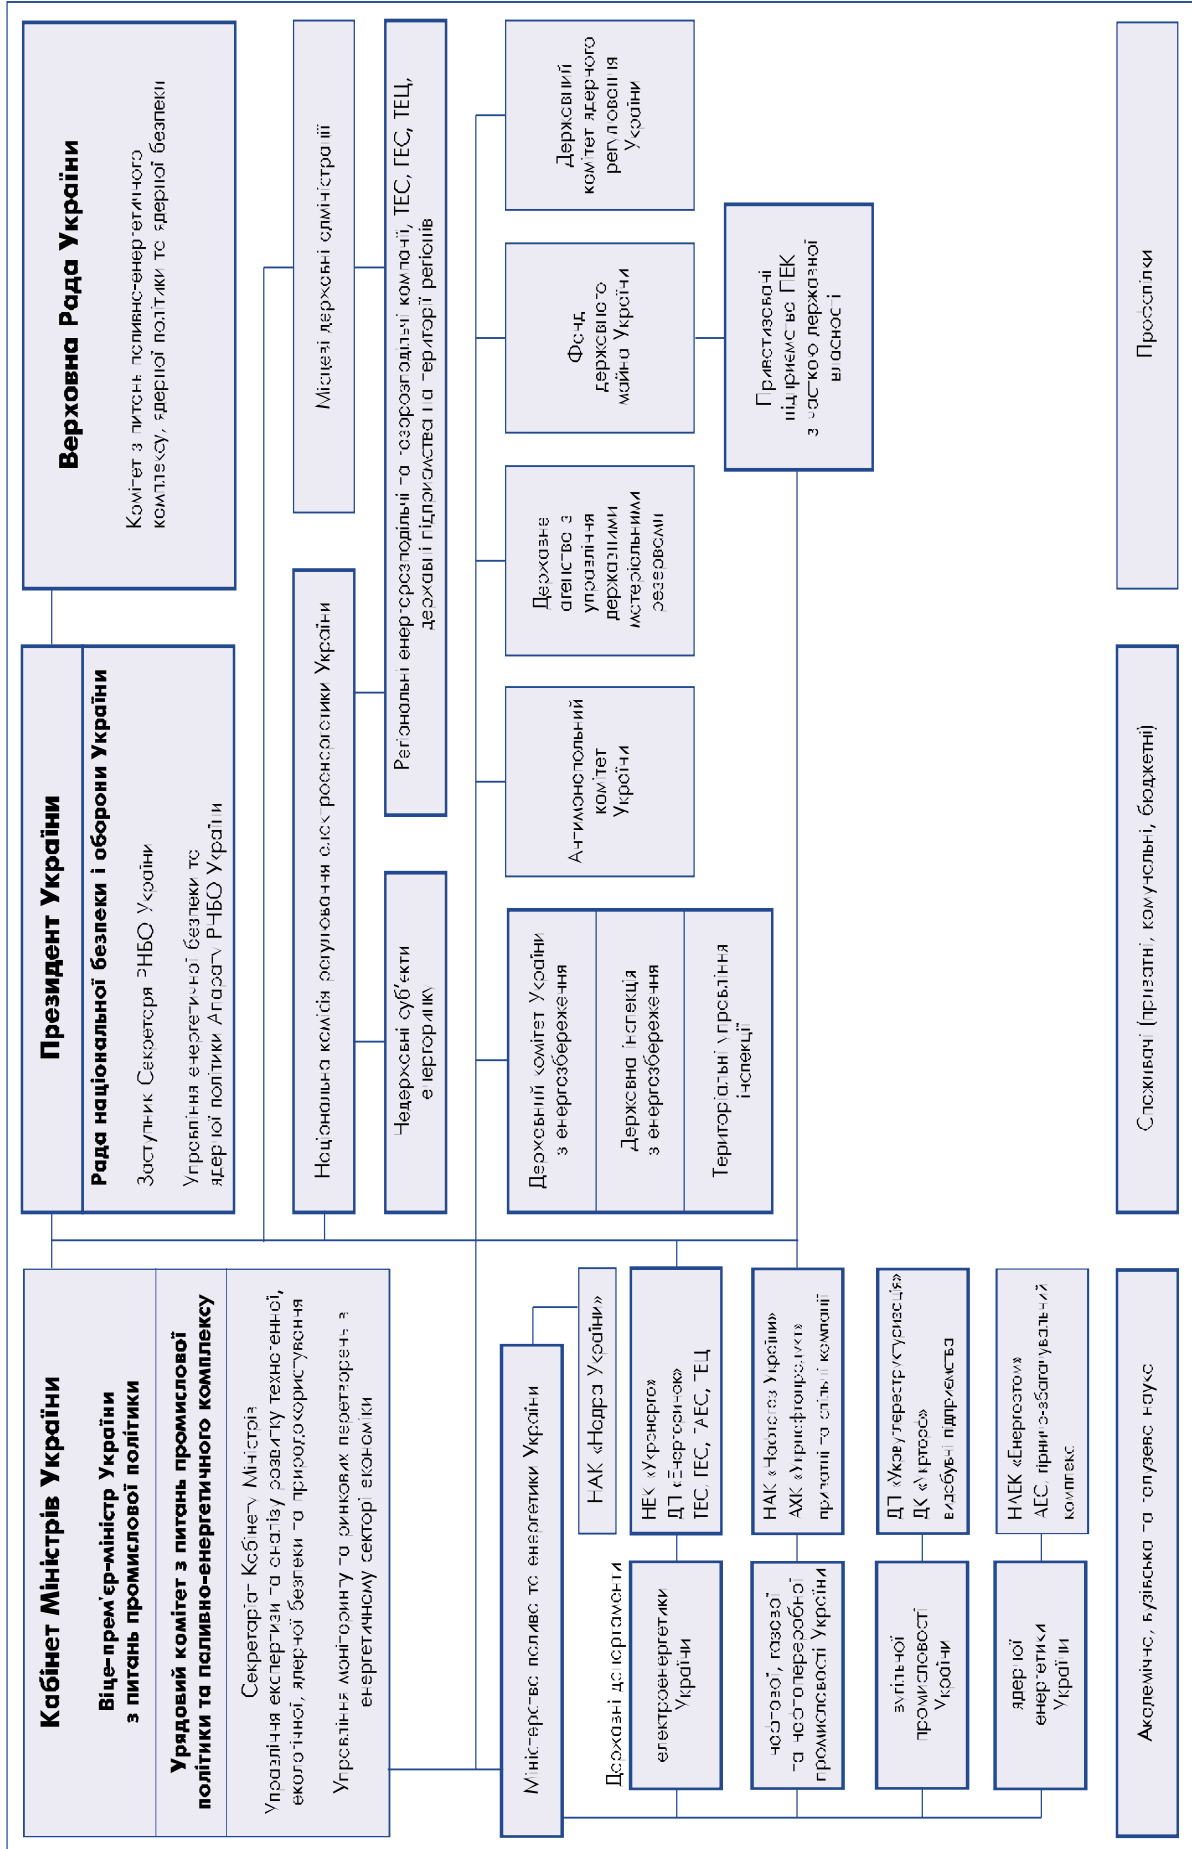 Кабінет Міністрів України
Віце-прем'єр-міністр України
з питань промислової політики
Урядовий комітет з питань промислової
політики та паливно-енергетичного комплексу
Секретаріат Кабінету Міністрів
Управління експертизи та аналізу розвитку техногенної,
екологічної, ядерної безпеки та природокористування
Управління моніторингу та ринкових перетворень в
енергетичному секторі економіки
Президент України
Рада національної безпеки і оборони України
Заступник Секретаря РНБО України
Управління енергетичної безпеки та
ядерної політики Апарату РНБО України
Верховна Рада України
Комітет з питань паливно-енергетичного
комплексу, ядерної політики та ядерної безпеки
Національна комісія регулювання електроенергетики України
Місцеві державні адміністрації
Недержавні суб'єкти
енергоринку
Регіональні енергорозподільні та газорозподільчі компанії, ТЕС, ГЕС, ТЕЦ,
державні підприємства на території регіонів
Міністерство палива та енергетики України
НАК «Надра України»
Державні департаменти
електроенергетики
України
НЕК «Укренерго»
ДП «Енергоринок»
ТЕС, ГЕС, ГАЕС, ТЕЦ
нафтової, газової
та нафтопереробної
промисловості України
НАК «Нафтогаз України»
АХК «Укрнафтопродукт»
приватні та спільні компанії
вугільної
промисловості
України
ДП «Укрвуглереструктуризація»
ДК «Укрторф»
видобувні підприємства
ядерної
енергетики
України
НАЕК «Енергоатом»
АЕС, гірничо-збагачувальний
комплекс
Державний комітет України
з енергозбереження
Державна інспекція
з енергозбереження
Територіальні управління
інспекції
Антимонопольний
комітет
України
Державне
агенство з
управління
державними
матеріальними
резервами
Фонд
державного
майна України
Державний
комітет ядерного
регулювання
України
Приватизовані
підприємства ПЕК
з часткою державної
власності
Академічна, вузівська та галузева наука
Споживачі (приватні, комунальні, бюджетні)
Профспілки